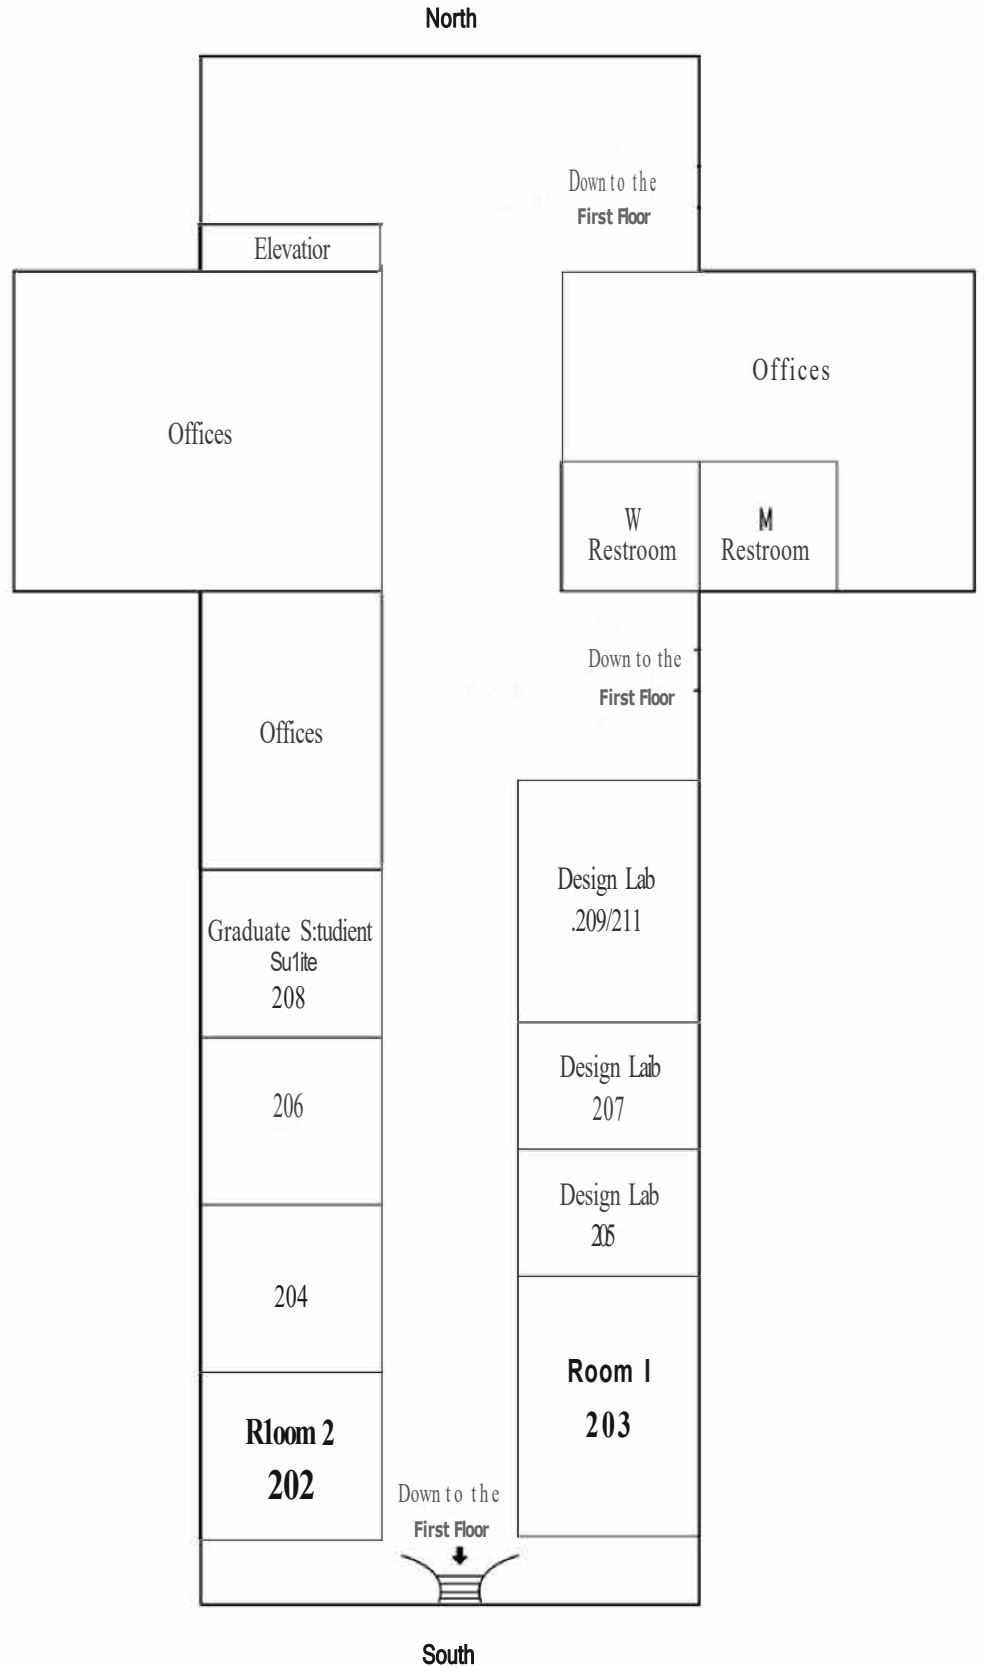 North
Down to the
First Floor
Elevatior
Offices
Offices
W
Restroom
M
Restroom
Down to the
First Floor
Offices
Design Lab
.209/211
Graduate S:tudient
Su1ite
208
Design Laib
207
206
Design Lab
205
204
Room I
203
R1oom 2
202
Down to the
First Floor
South